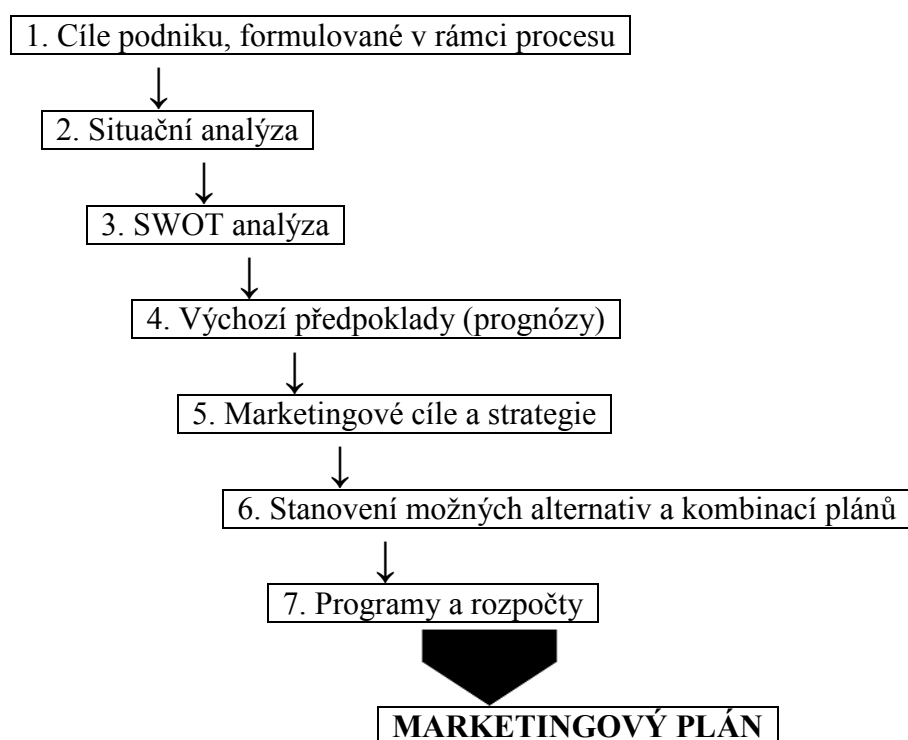 1. Cíle podniku, formulované v rámci procesu
2. Situační analýza
3. SWOT analýza
4. Výchozí předpoklady (prognózy)
5. Marketingové cíle a strategie
6. Stanovení možných alternativ a kombinací plánů
7. Programy a rozpočty
MARKETINGOVÝ PLÁN